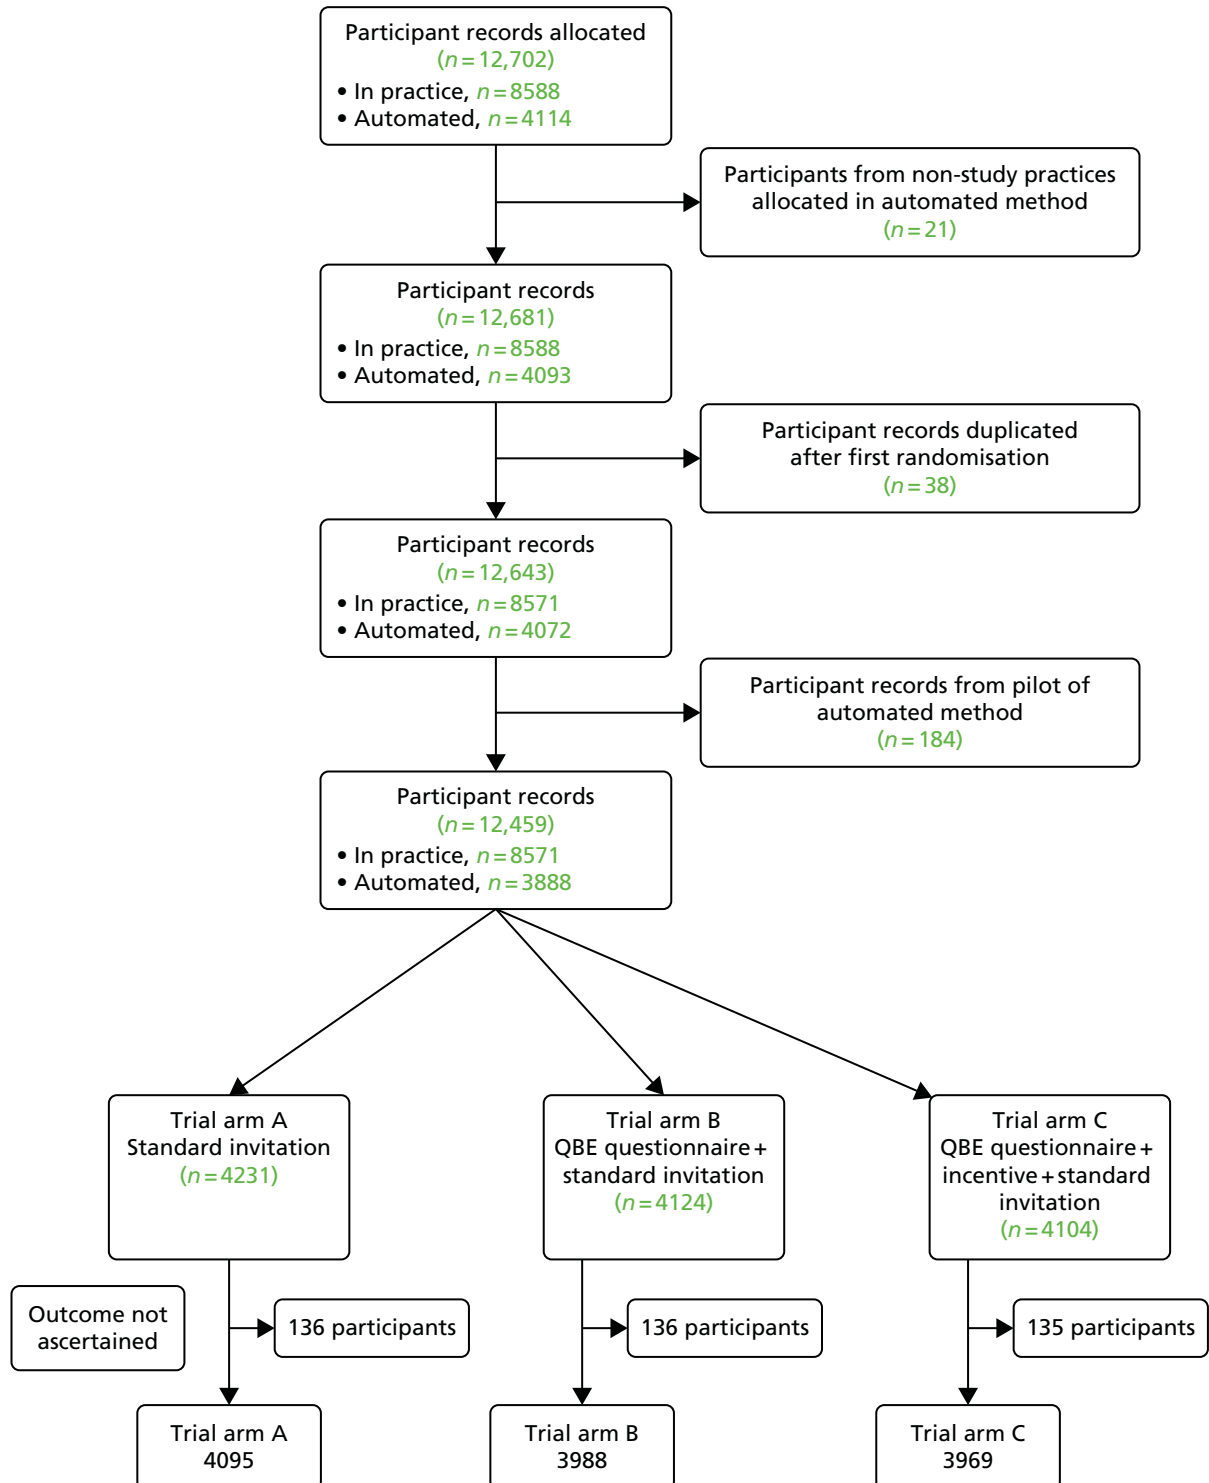 Participant records allocated
(n=12,702)
• In practice, n=8588
• Automated, n=4114
Participants from non-study practices
allocated in automated method
(n=21)
Participant records
(n=12,681)
• In practice, n=8588
• Automated, n=4093
Participant records duplicated
after first randomisation
(n=38)
Participant records
(n=12,643)
• In practice, n=8571
• Automated, n=4072
Participant records from pilot of
automated method
(n=184)
Participant records
(n=12,459)
• In practice, n=8571
• Automated, n=3888
Trial arm A
Standard invitation
(n=4231)
Trial arm B
QBE questionnaire+
standard invitation
(n=4124)
Trial arm C
QBE questionnaire+
incentive+standard
invitation
(n=4104)
Outcome not
ascertained
136 participants
136 participants
135 participants
Trial arm A
4095
Trial arm B
3988
Trial arm C
3969